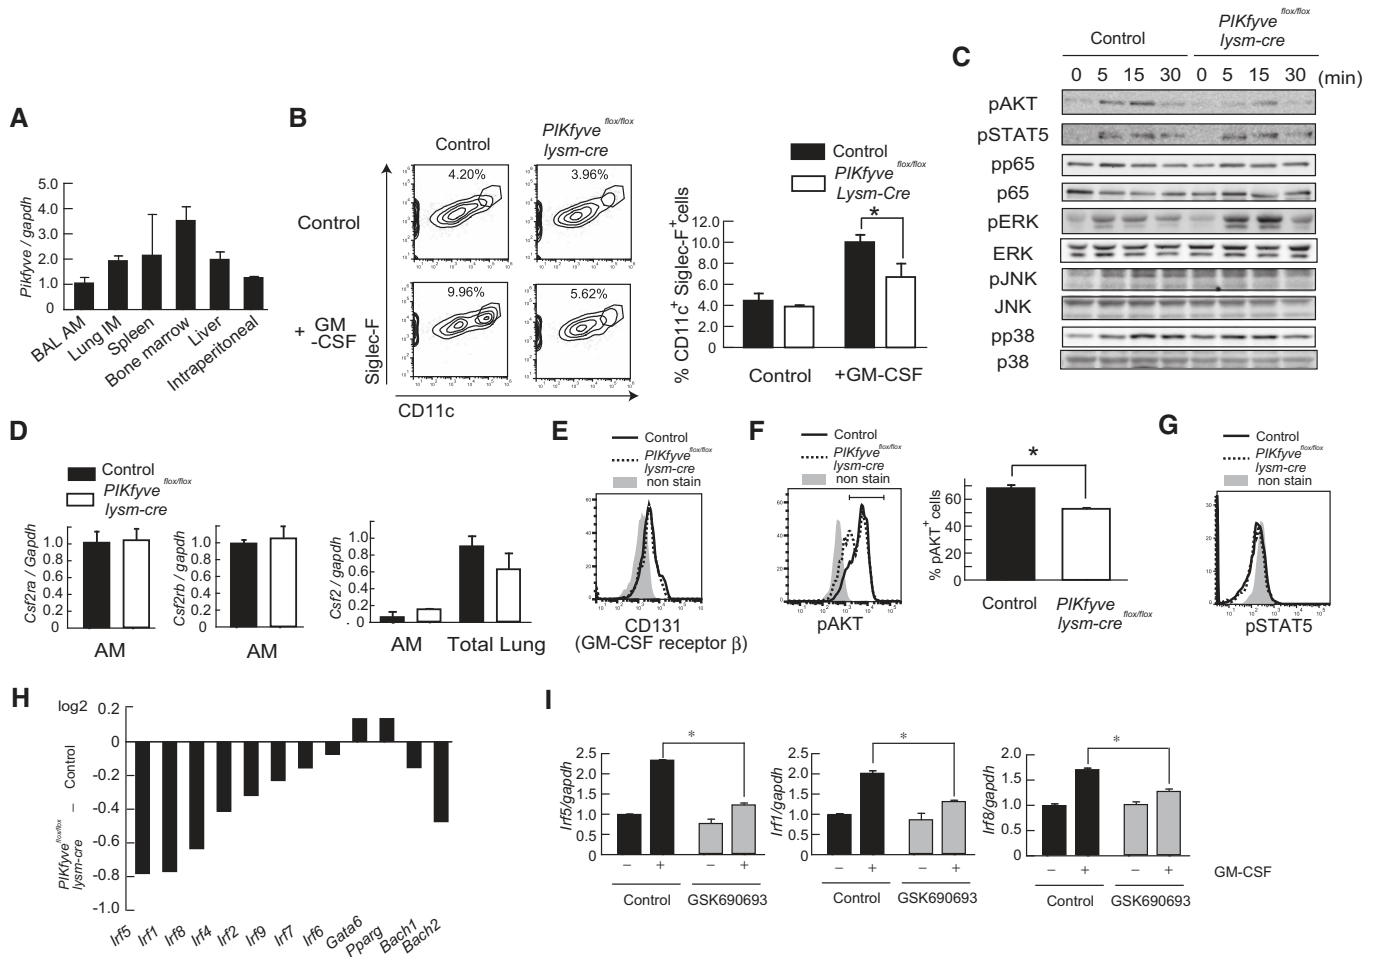 A
Pikfyve / gapdh
5.0
4.0
3.0
2.0
1.0
0
BAL AM
Lung IM
Spleen
Bone marrow
Liver
Intraperitoneal
B
Control
PIKfyve flox/flox
lysm-cre
Control
4.20%
3.96%
+ GM
-CSF
9.96%
5.62%
Siglec-F
CD11c
Control
PIKfyve flox/flox
Lysm-Cre
% CD11c+ Siglec-F+cells
12.0
10.0
8.0
6.0
4.0
2.0
0
*
Control
+GM-CSF
C
Control
PIKfyve flox/flox
lysm-cre
0 5 15 30 0 5 15 30 (min)
pAKT
pSTAT5
pp65
p65
pERK
ERK
pJNK
JNK
pp38
p38
D
Control
PIKfyve flox/flox
lysm-cre
Csf2ra / Gapdh
1.0
0.8
0.6
0.4
0.2
0
AM
Csf2rb / gapdh
1.0
0.8
0.6
0.4
0.2
0
AM
Csf2 / gapdh
1.0
0.8
0.6
0.4
0.2
0
AM
Total Lung
E
Control
PIKfyve flox/flox
lysm-cre
non stain
60
40
20
0
CD131
(GM-CSF receptor β)
F
Control
PIKfyve flox/flox
lysm-cre
non stain
60
40
20
0
pAKT
% pAKT+ cells
60
40
20
0
*
Control
PIKfyve flox/flox
lysm-cre
G
Control
PIKfyve flox/flox
lysm-cre
non stain
30
20
10
0
pSTAT5
H
log2
PIKfyve flox/flox
lysm-cre – Control
0.2
0
-0.2
-0.4
-0.6
-0.8
-1.0
Irf5
Irf1
Irf8
Irf4
Irf2
Irf9
Irf7
Irf6
Gata6
Pparg
Bach1
Bach2
I
Irf5/gapdh
2.5
2.0
1.5
1.0
0.5
0
*
– + – +
Control
GSK690693
Irf1/gapdh
2.5
2.0
1.5
1.0
0.5
0
*
– + – +
Control
GSK690693
Irf8/gapdh
2.0
1.5
1.0
0.5
0
*
– + – +
GM-CSF
Control
GSK690693